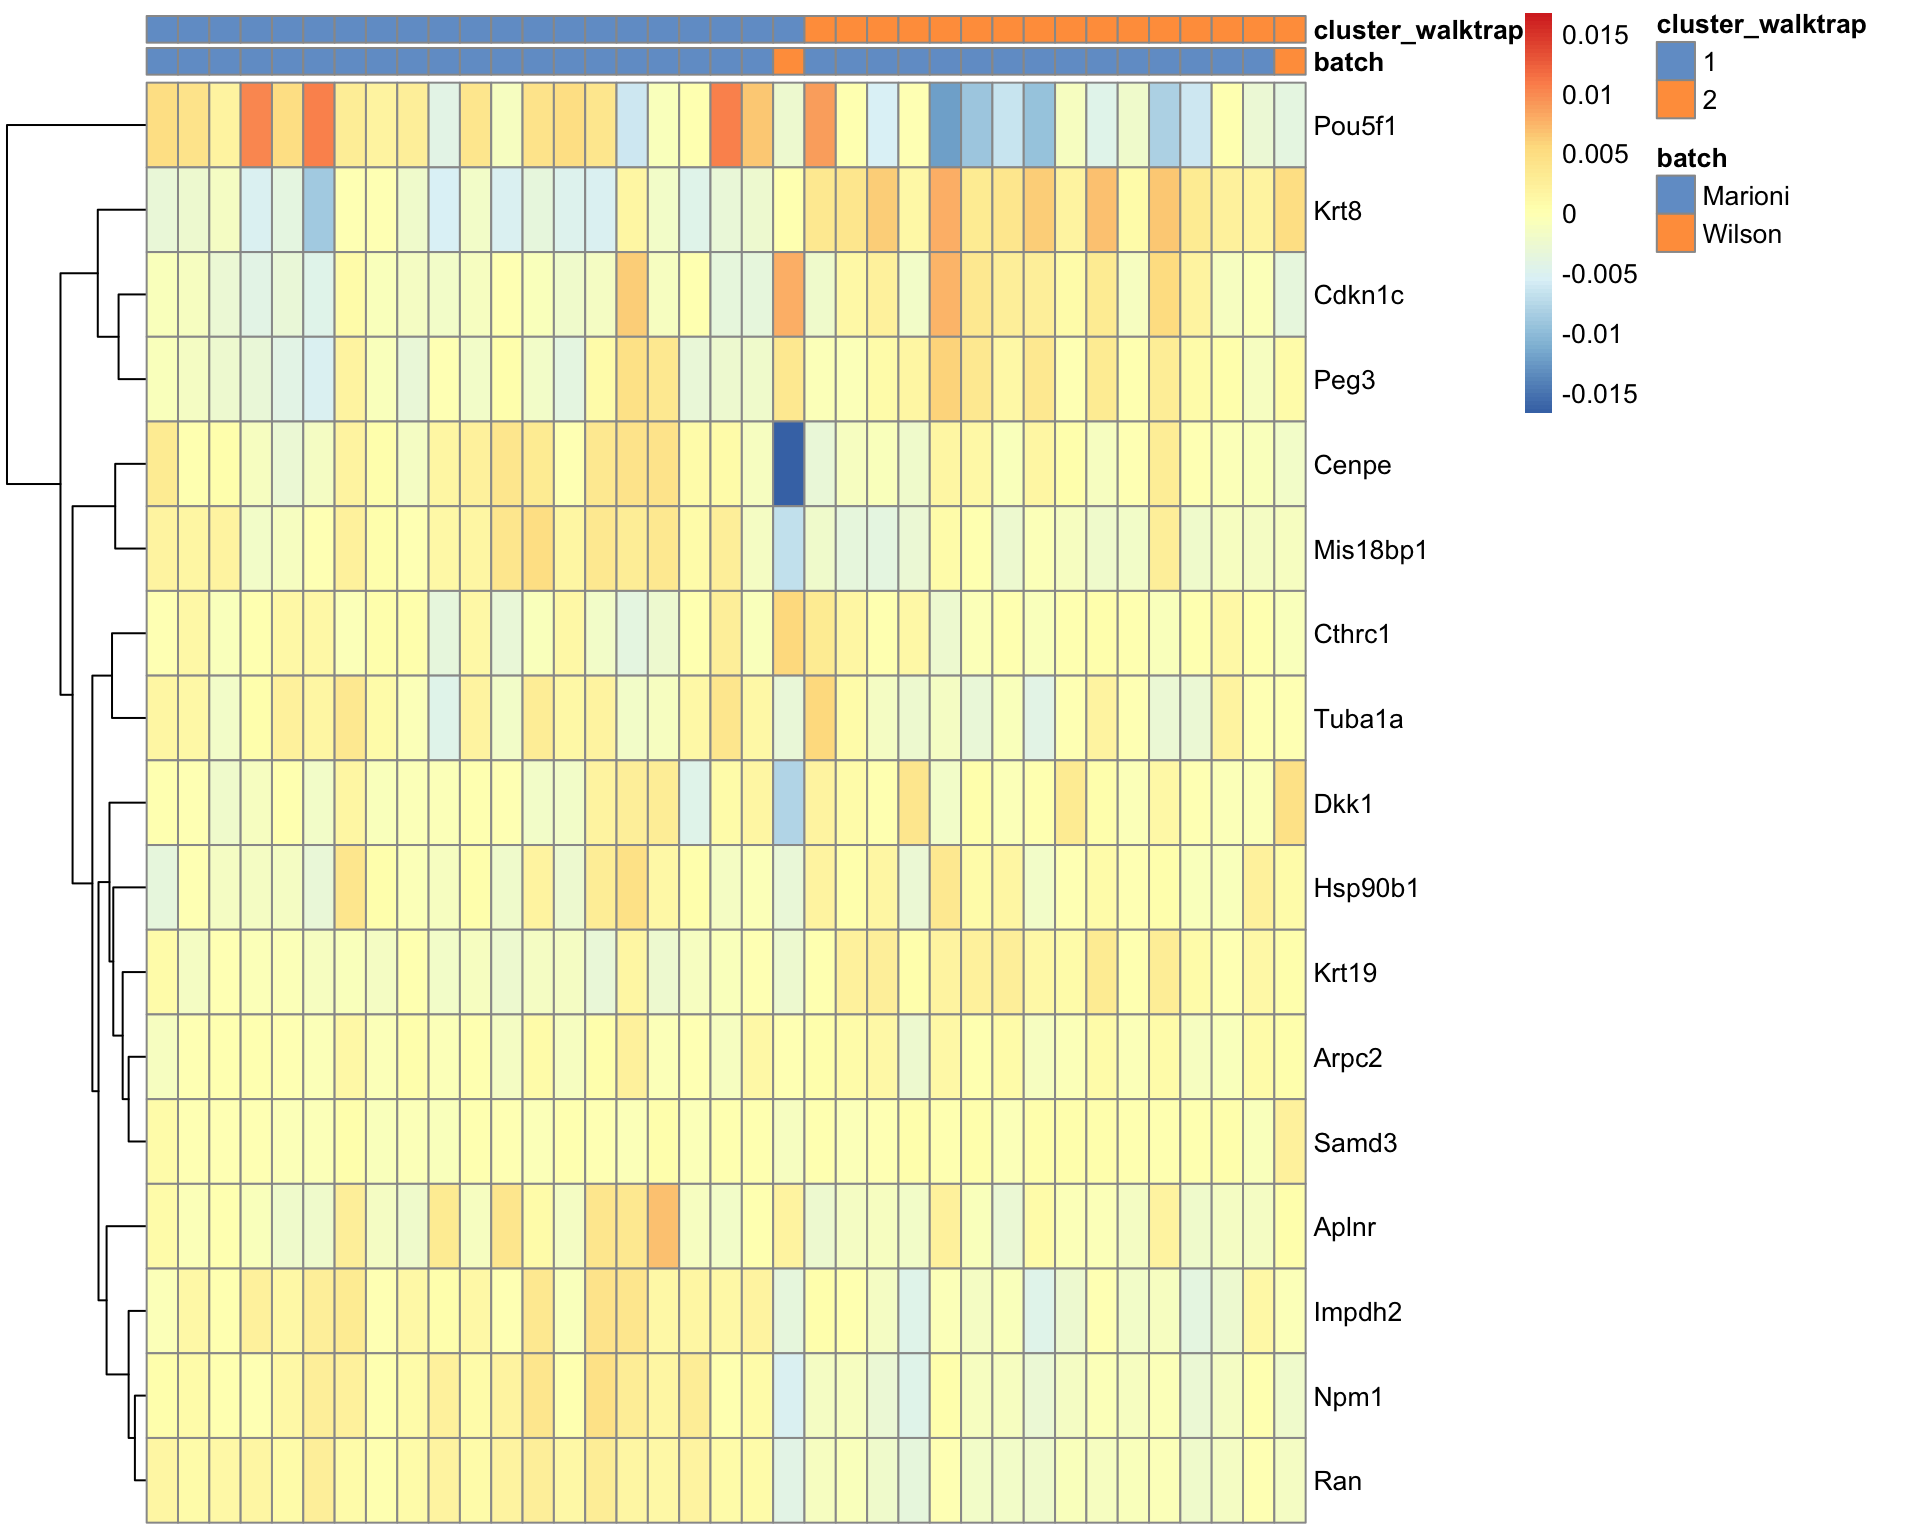 cluster_walktrap
batch
Pou5f1
Krt8
Cdkn1c
Peg3
Cenpe
Mis18bp1
Cthrc1
Tuba1a
Dkk1
Hsp90b1
Krt19
Arpc2
Samd3
Aplnr
Impdh2
Npm1
Ran
0.015
0.01
0.005
0
-0.005
-0.01
-0.015
cluster_walktrap
1
2
batch
Marioni
Wilson